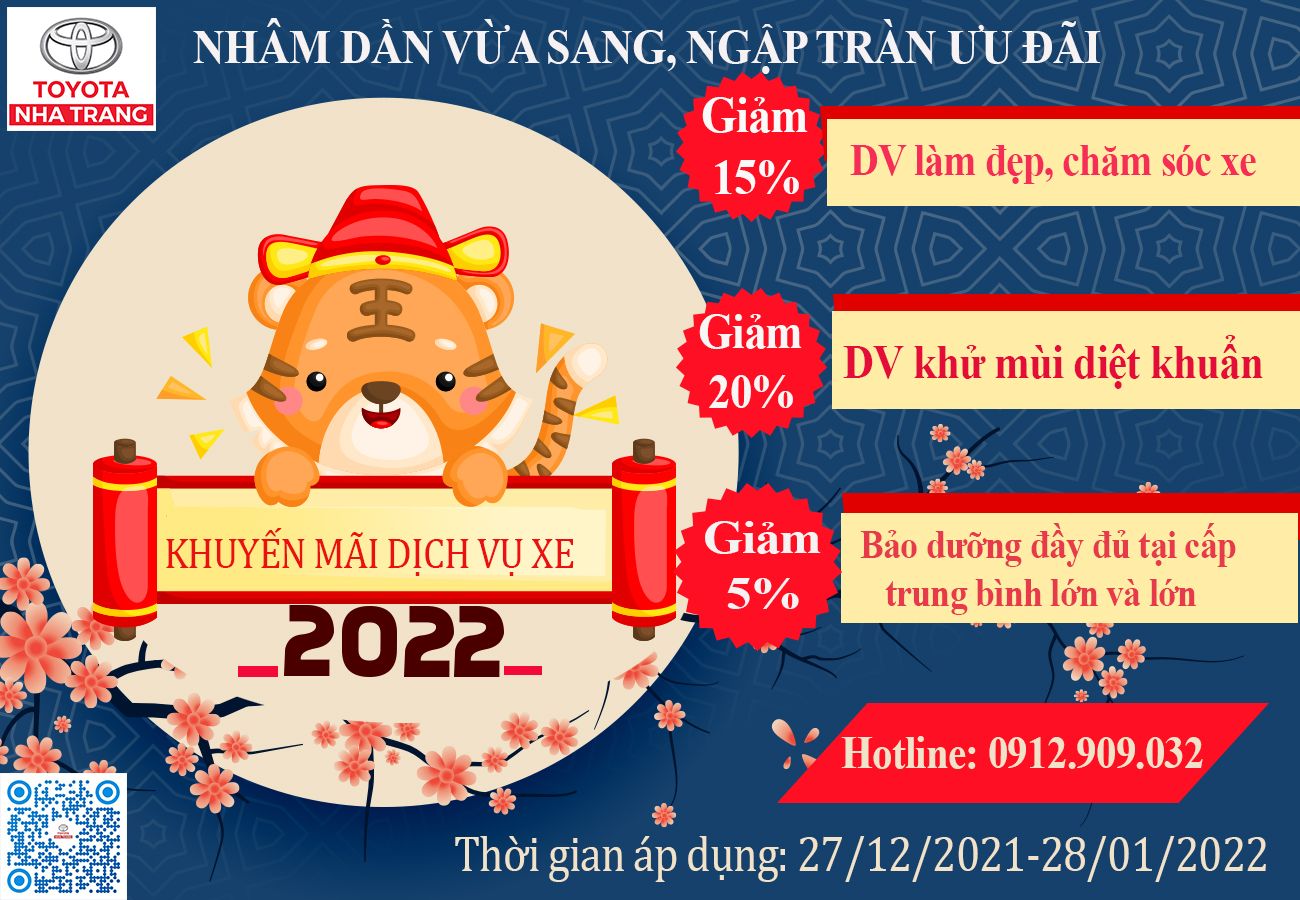 TOYOTA
NHA TRANG
NHÂM DẦN VỪA SANG, NGẬP TRÀN ƯU ĐÃI
Giảm
15%
DV làm đẹp, chăm sóc xe
Giảm
20%
DV khử mùi diệt khuẩn
Giảm
5%
Bảo dưỡng đầy đủ tại cấp
trung bình lớn và lớn
王
KHUYẾN MÃI DỊCH VỤ XE
2022
Hotline: 0912.909.032
Thời gian áp dụng: 27/12/2021-28/01/2022